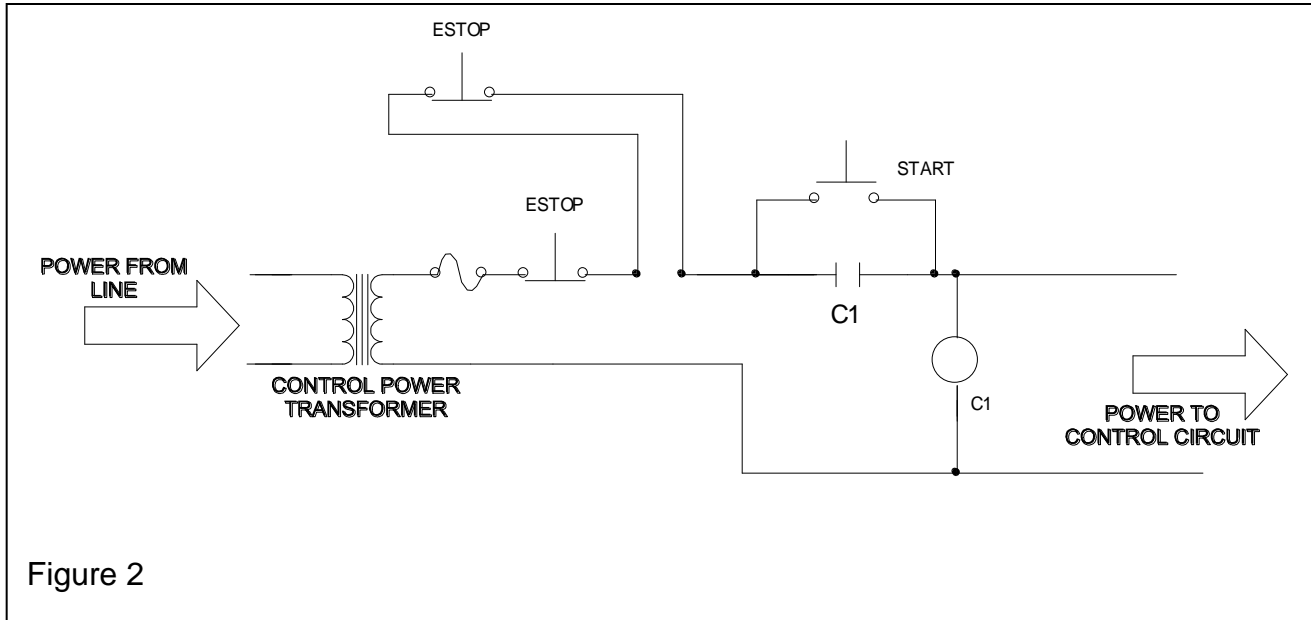 ESTOP
START
ESTOP
POWER FROM
LINE
C1
CONTROL POWER
TRANSFORMER
C1
POWER TO
CONTROL CIRCUIT
Figure 2